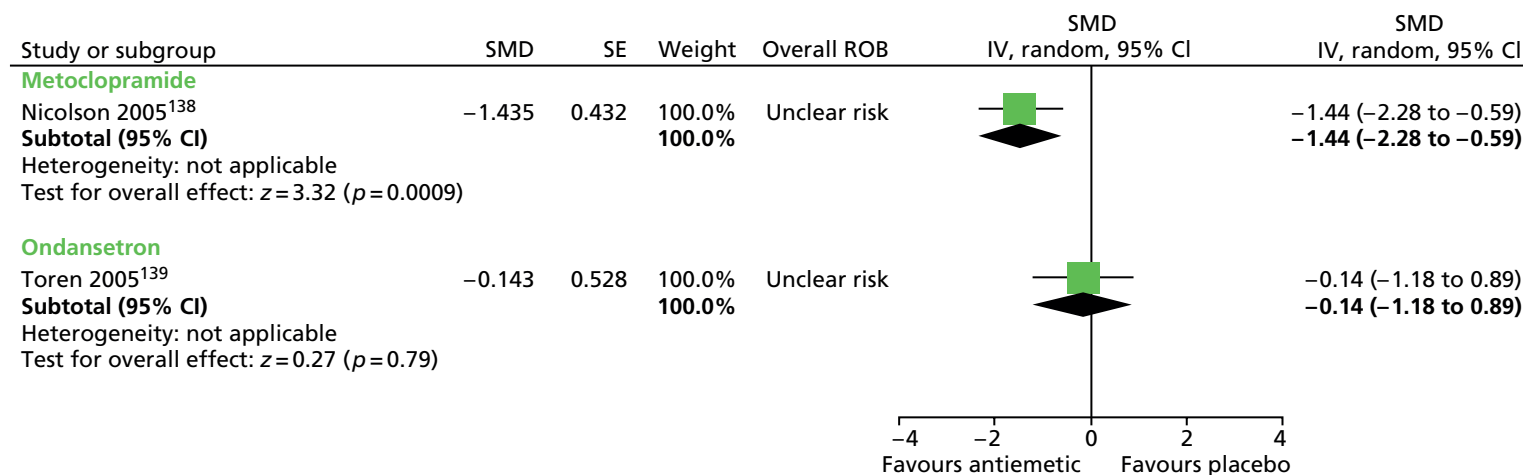 SMD SMD
Study or subgroup SMD SE Weight Overall ROB IV, random, 95% CI IV, random, 95% CI
Metoclopramide
Nicolson 2005138 −1.435 0.432 100.0% Unclear risk −1.44 (−2.28 to −0.59)
Subtotal (95% CI) 100.0% −1.44 (−2.28 to −0.59)
Heterogeneity: not applicable
Test for overall effect: z = 3.32 (p = 0.0009)
Ondansetron
Toren 2005139 −0.143 0.528 100.0% Unclear risk −0.14 (−1.18 to 0.89)
Subtotal (95% CI) 100.0% −0.14 (−1.18 to 0.89)
Heterogeneity: not applicable
Test for overall effect: z = 0.27 (p = 0.79)
−4 −2 0 2 4
Favours antiemetic Favours placebo